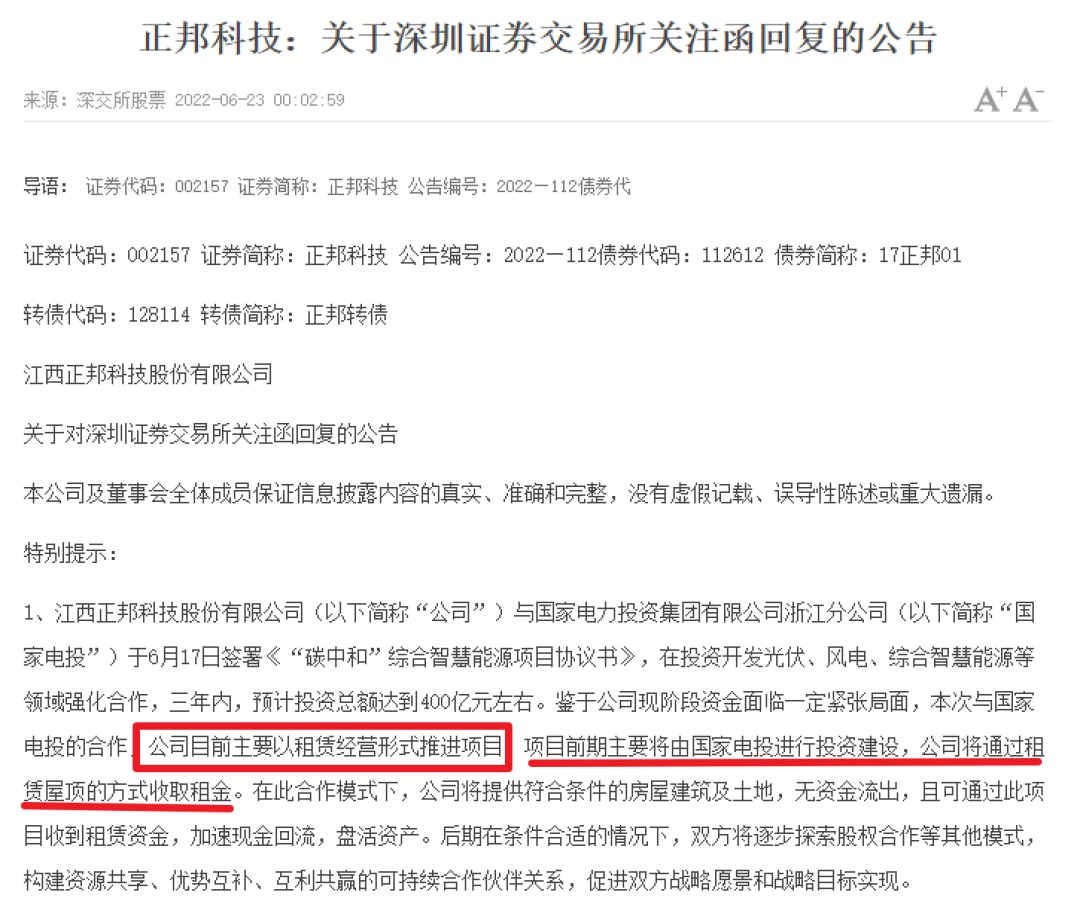 正邦科技：关于深圳证券交易所关注函回复的公告
来源：深交所股票 2022-06-23 00:02:59
A+ A-
导语： 证券代码：002157 证券简称：正邦科技 公告编号：2022—112债券代
证券代码：002157 证券简称：正邦科技 公告编号：2022—112债券代码：112612 债券简称：17正邦01
转债代码：128114 转债简称：正邦转债
江西正邦科技股份有限公司
关于对深圳证券交易所关注函回复的公告
本公司及董事会全体成员保证信息披露内容的真实、准确和完整，没有虚假记载、误导性陈述或重大遗漏。
特别提示：
1、江西正邦科技股份有限公司（以下简称“公司”）与国家电力投资集团有限公司浙江分公司（以下简称“国
家电投”）于6月17日签署《“碳中和”综合智慧能源项目协议书》，在投资开发光伏、风电、综合智慧能源等
领域强化合作，三年内，预计投资总额达到400亿元左右。鉴于公司现阶段资金面临一定紧张局面，本次与国家
电投的合作，公司目前主要以租赁经营形式推进项目 项目前期主要将由国家电投进行投资建设，公司将通过租
赁屋顶的方式收取租金。在此合作模式下，公司将提供符合条件的房屋建筑及土地，无资金流出，且可通过此项
目收到租赁资金，加速现金回流，盘活资产。后期在条件合适的情况下，双方将逐步探索股权合作等其他模式，
构建资源共享、优势互补、互利共赢的可持续合作伙伴关系，促进双方战略愿景和战略目标实现。